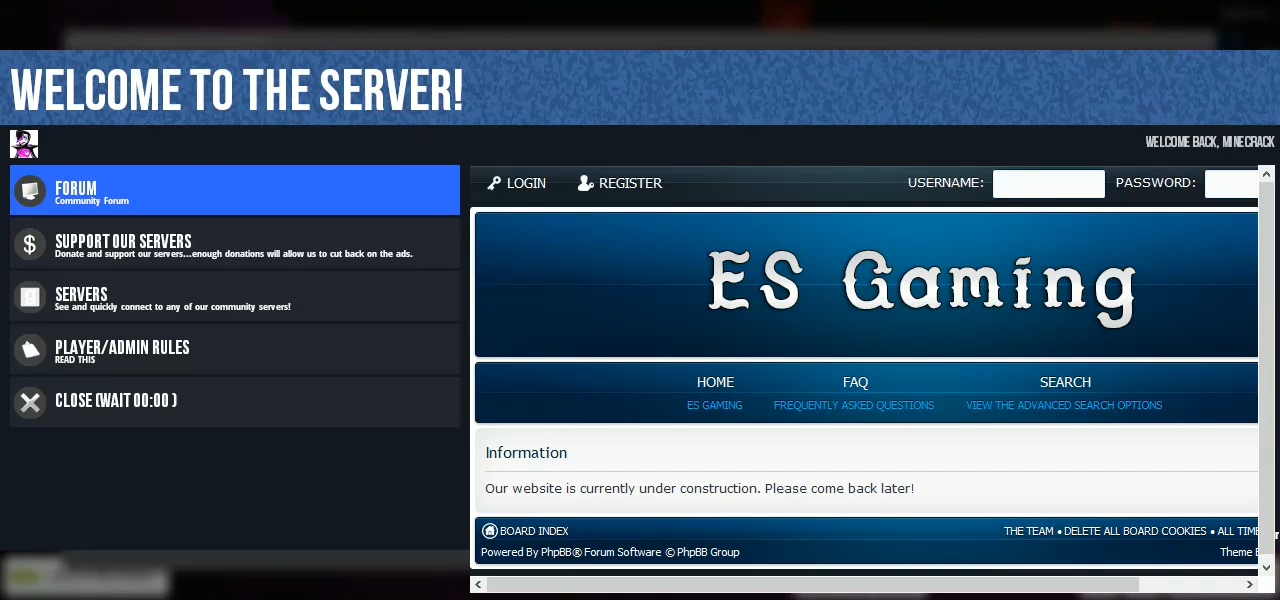 WELCOME TO THE SERVER!
WELCOME BACK, MINECRACK
FORUM
Community Forum
SUPPORT OUR SERVERS
Donate and support our servers...enough donations will allow us to cut back on the ads.
SERVERS
See and quickly connect to any of our community servers!
PLAYER/ADMIN RULES
READ THIS
CLOSE (WAIT 00:00 )
LOGIN REGISTER USERNAME: PASSWORD:
ES Gaming
HOME FAQ SEARCH
ES GAMING FREQUENTLY ASKED QUESTIONS VIEW THE ADVANCED SEARCH OPTIONS
Information
Our website is currently under construction. Please come back later!
BOARD INDEX THE TEAM • DELETE ALL BOARD COOKIES • ALL
Powered By PhpBB® Forum Software © PhpBB Group Theme